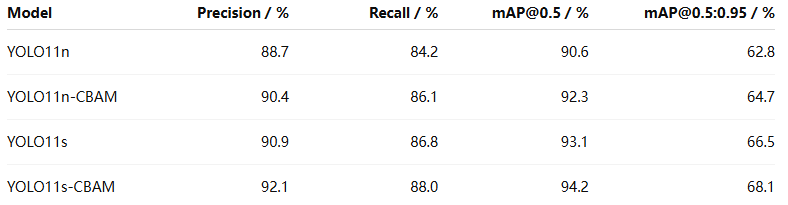 Model Precision / % Recall / % mAP@0.5 / % mAP@0.5:0.95 / %
YOLO11n 88.7 84.2 90.6 62.8
YOLO11n-CBAM 90.4 86.1 92.3 64.7
YOLO11s 90.9 86.8 93.1 66.5
YOLO11s-CBAM 92.1 88.0 94.2 68.1